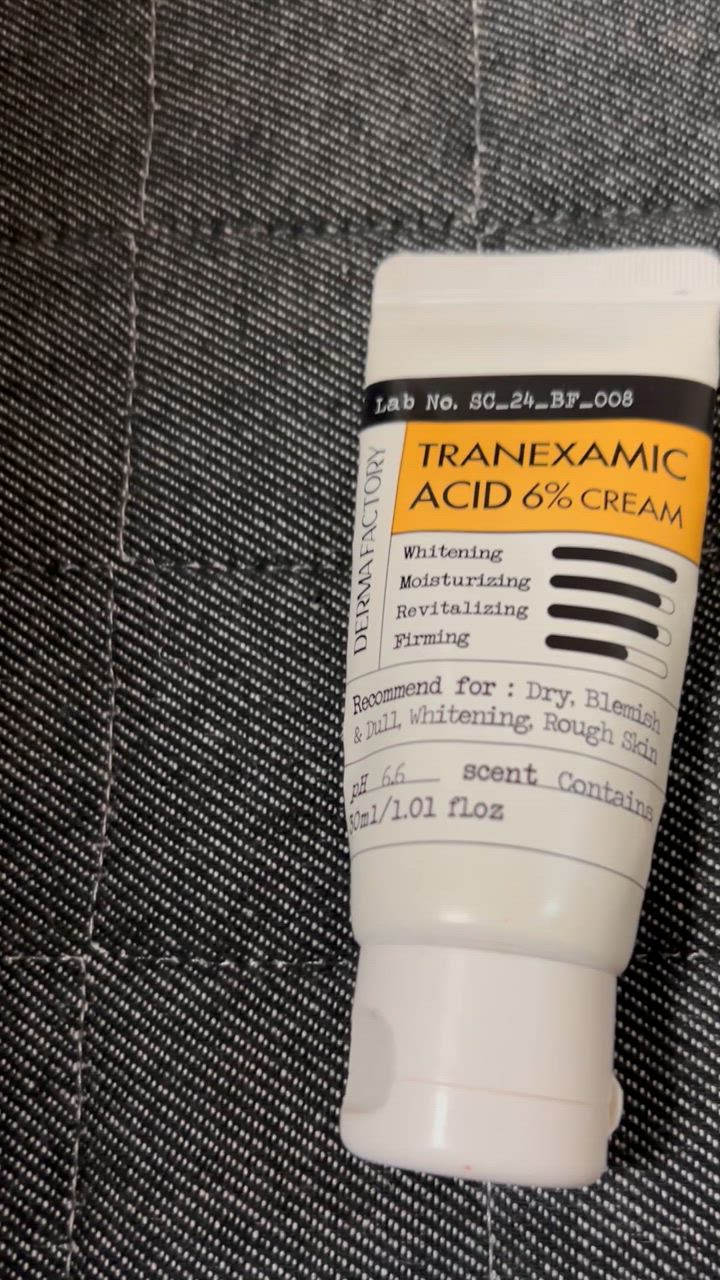 Lab No. SC_24_BF_008
DERMAFACTORY
TRANEXAMIC
ACID 6% CREAM
Whitening
Moisturizing
Revitalizing
Firming
Recommend for : Dry, Blemish
& Dull, Whitening, Rough Skin
pH 6.6 scent Contains
30ml/1.01 floz